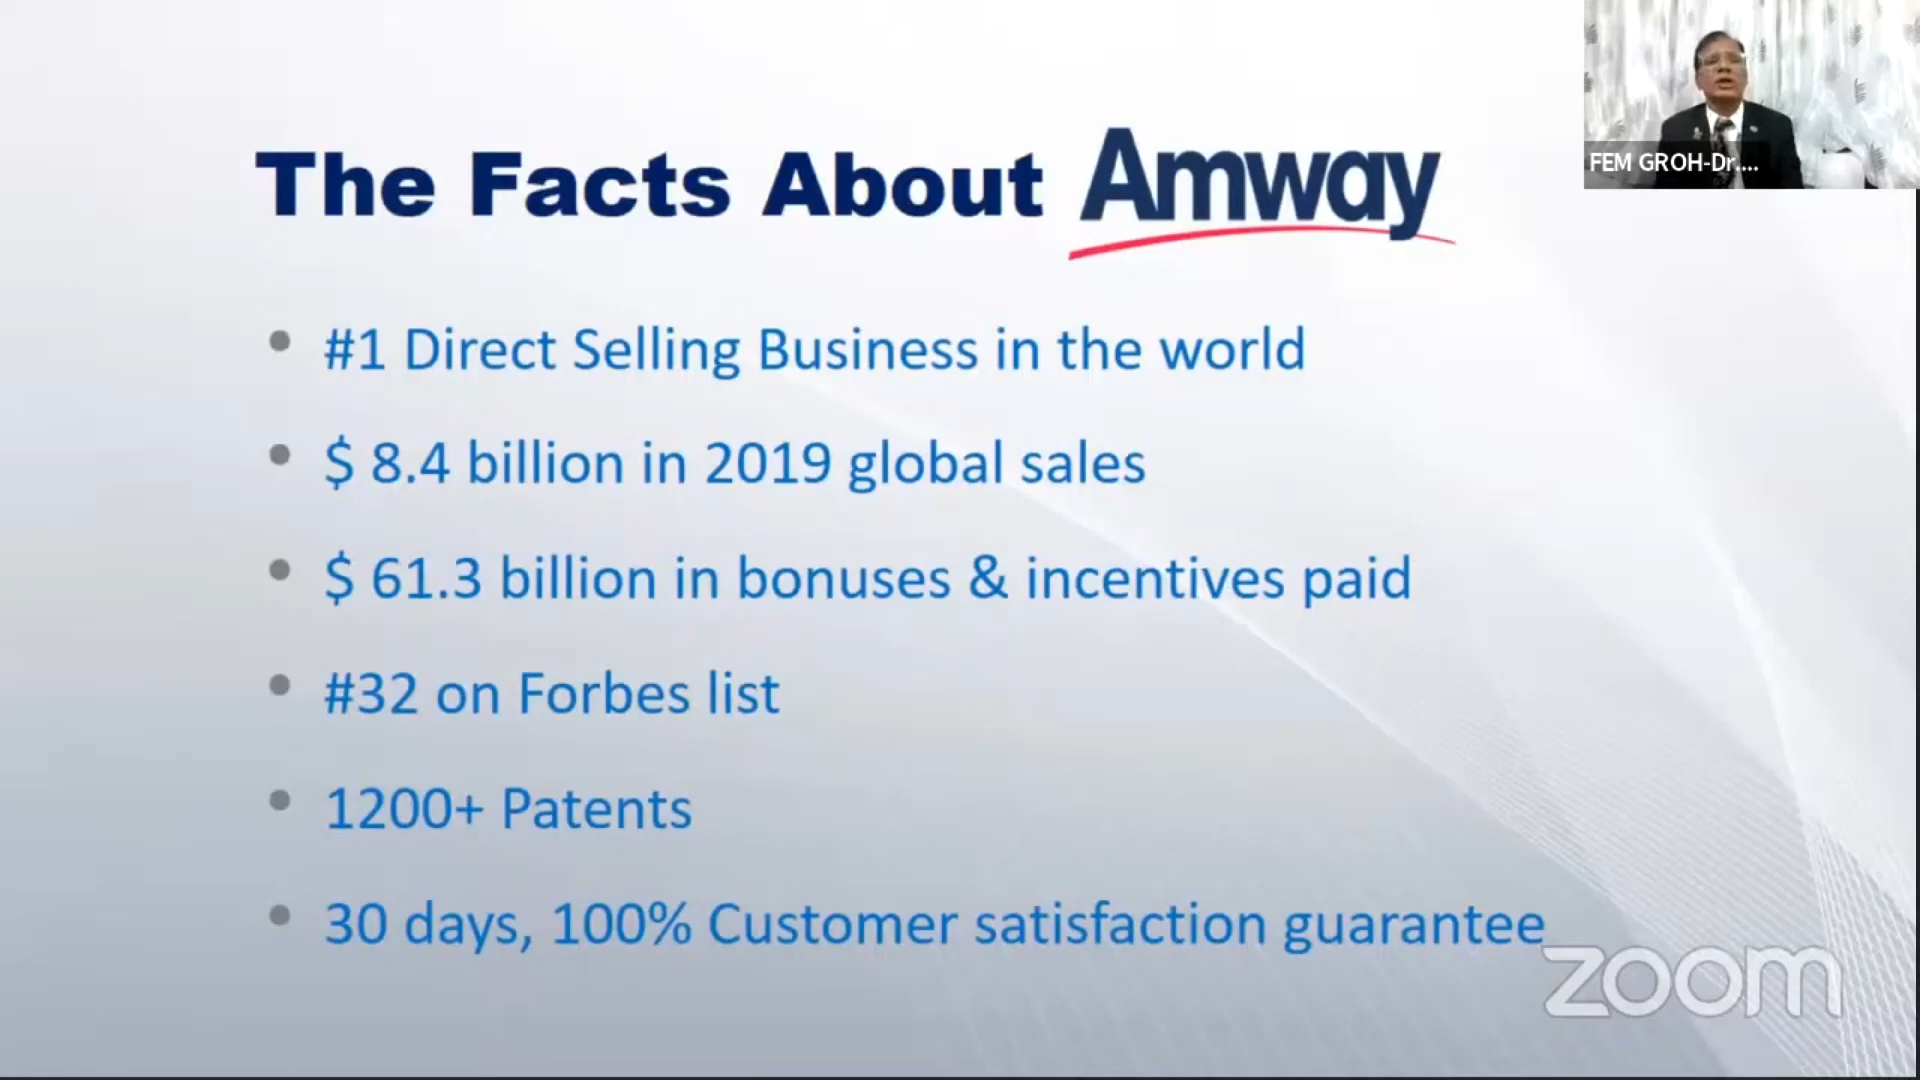 The Facts About Amway
FEM GROH-Dr....
• #1 Direct Selling Business in the world
• $ 8.4 billion in 2019 global sales
• $ 61.3 billion in bonuses & incentives paid
• #32 on Forbes list
• 1200+ Patents
• 30 days, 100% Customer satisfaction guarantee
zoom